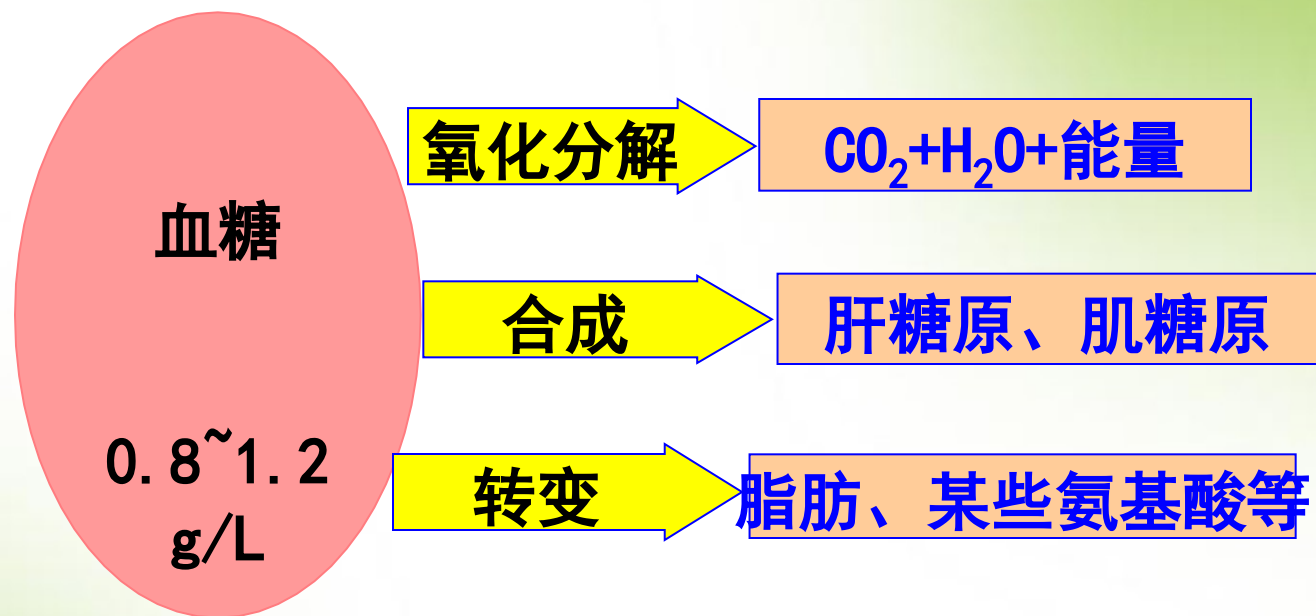 血糖
0.8~1.2
g/L
氧化分解
CO₂+H₂O+能量
合成
肝糖原、肌糖原
转变
脂肪、某些氨基酸等